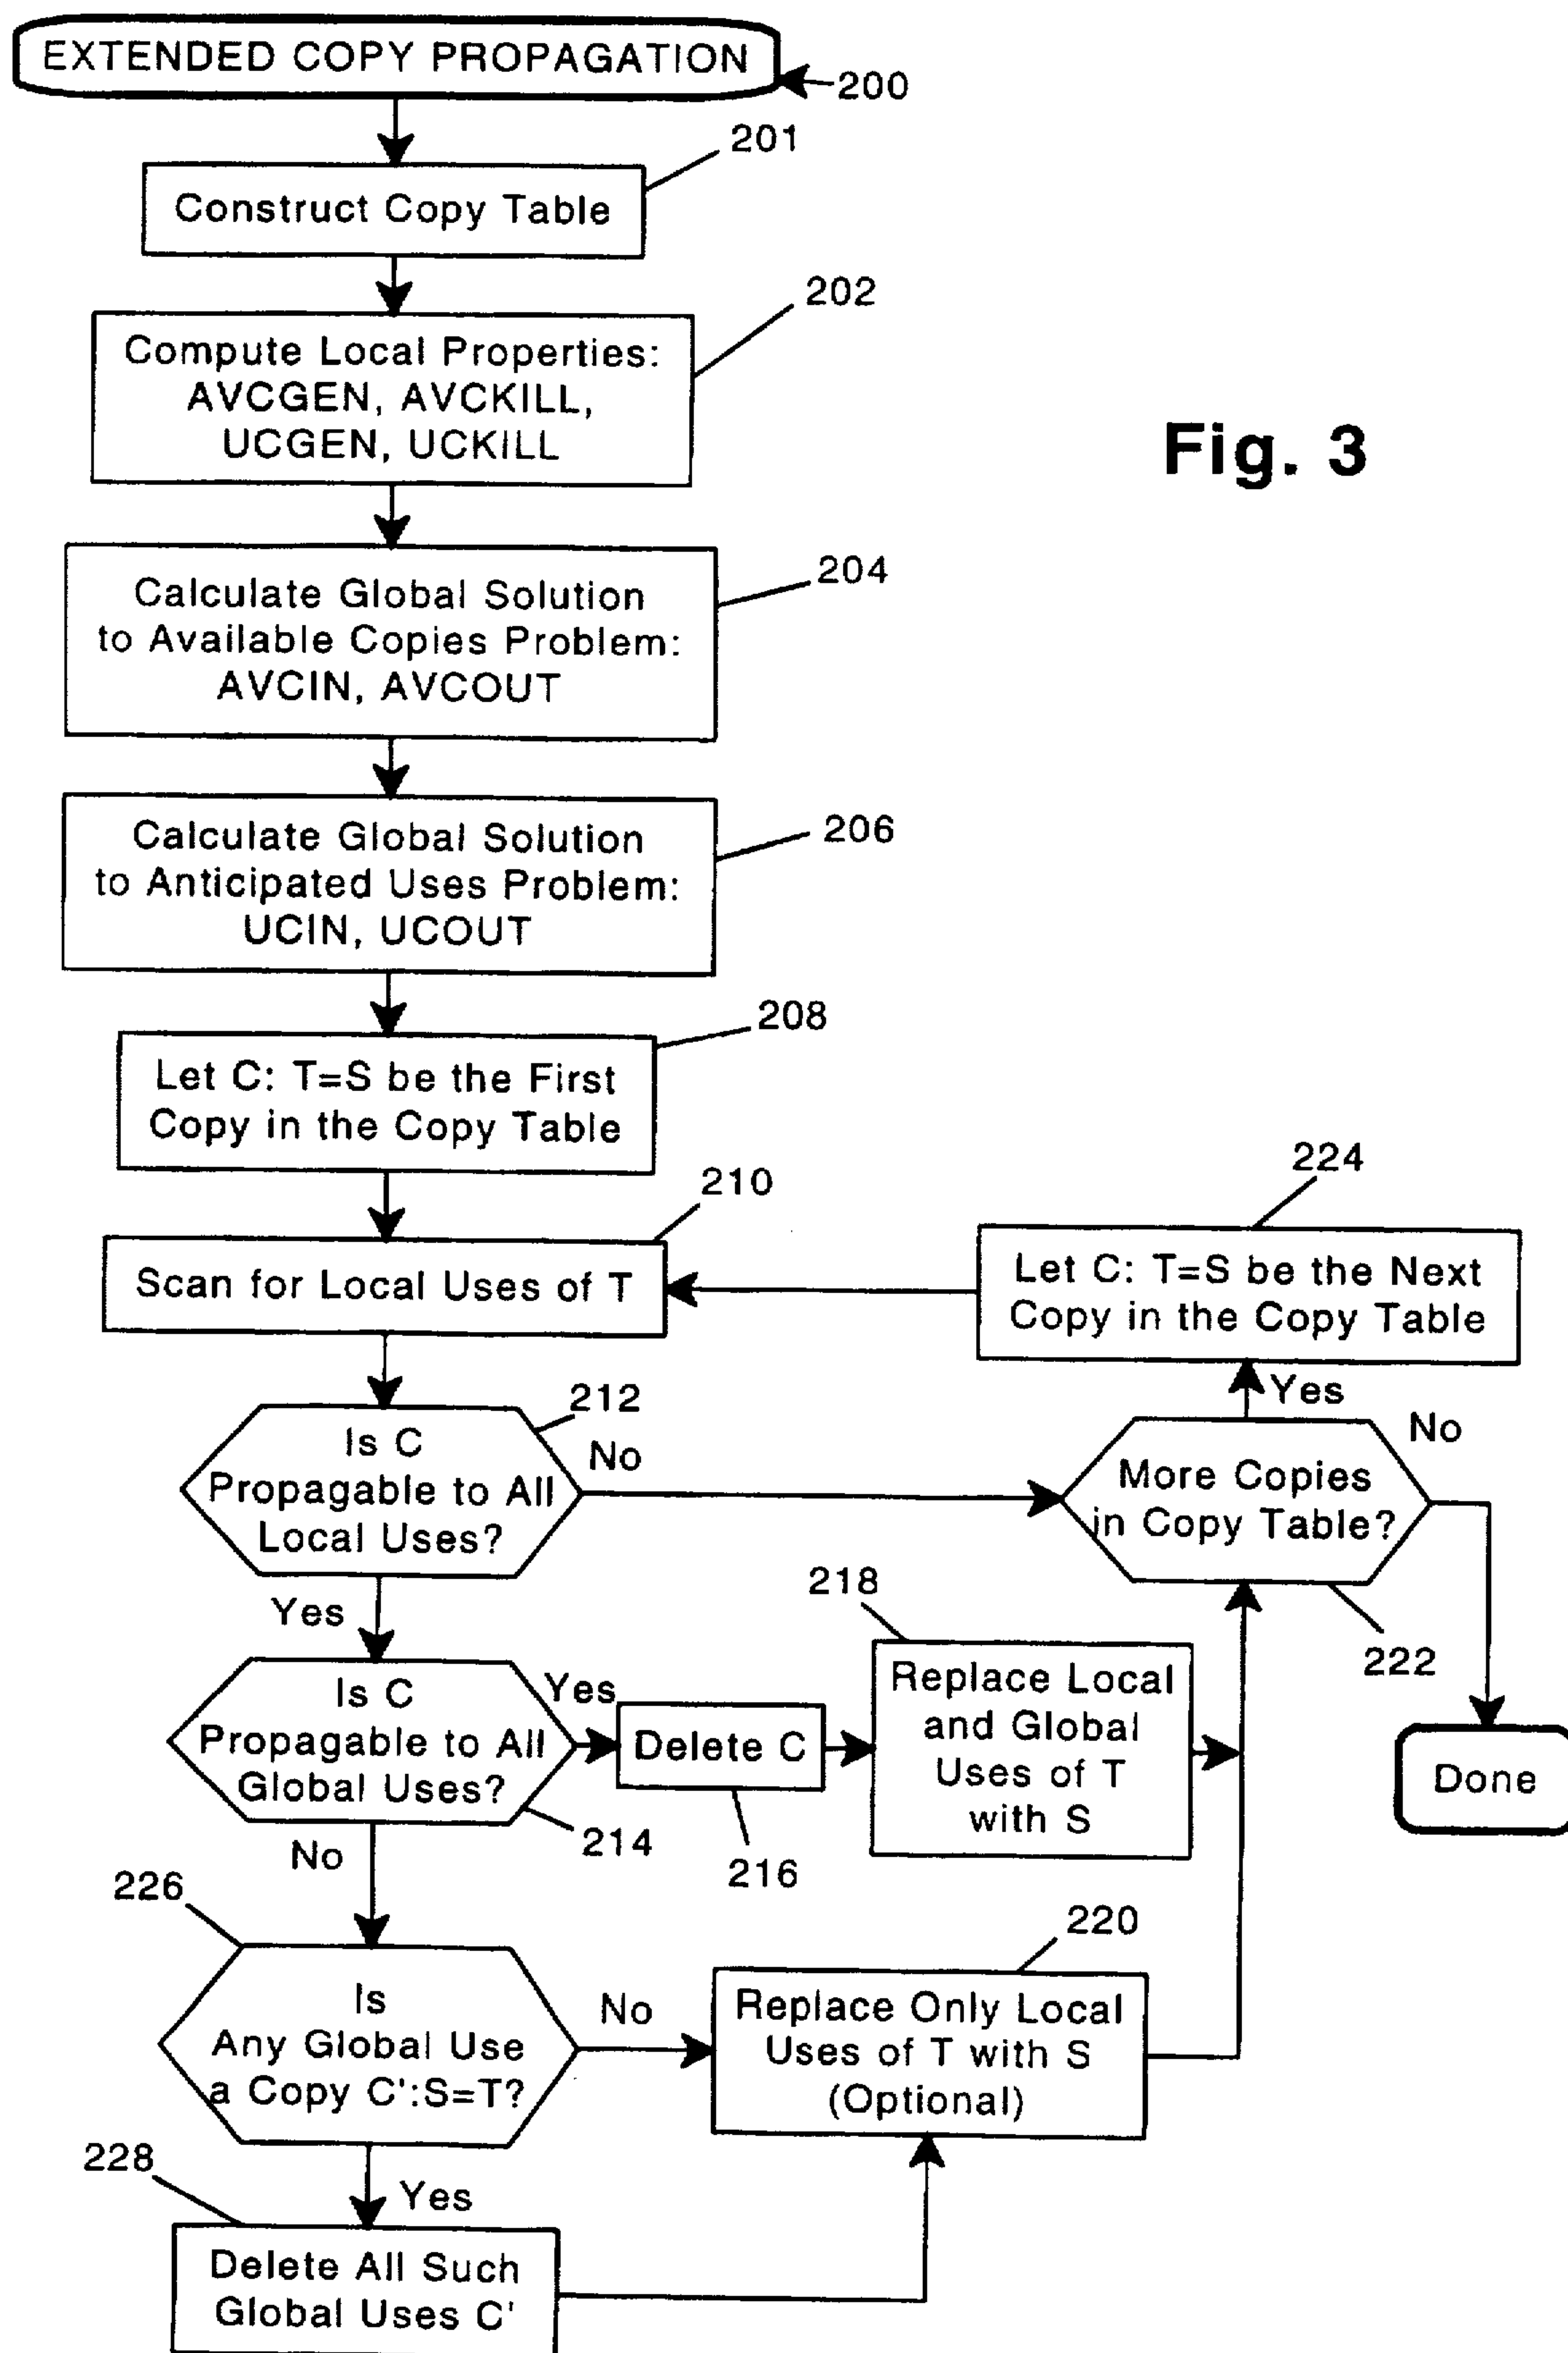 EXTENDED COPY PROPAGATION
200
201
Construct Copy Table
202
Compute Local Properties:
AVCGEN, AVCKILL,
UCGEN, UCKILL
Fig. 3
204
Calculate Global Solution
to Available Copies Problem:
AVCIN, AVCOUT
206
Calculate Global Solution
to Anticipated Uses Problem:
UCIN, UCOUT
208
Let C: T=S be the First
Copy in the Copy Table
210
Scan for Local Uses of T
224
Let C: T=S be the Next
Copy in the Copy Table
Yes
212
Is C
Propagable to All
Local Uses?
No
More Copies
in Copy Table?
No
222
Yes
Is C
Propagable to All
Global Uses?
214
Yes
Delete C
216
218
Replace Local
and Global
Uses of T
with S
Done
No
226
Is
Any Global Use
a Copy C':S=T?
No
220
Replace Only Local
Uses of T with S
(Optional)
Yes
228
Delete All Such
Global Uses C'